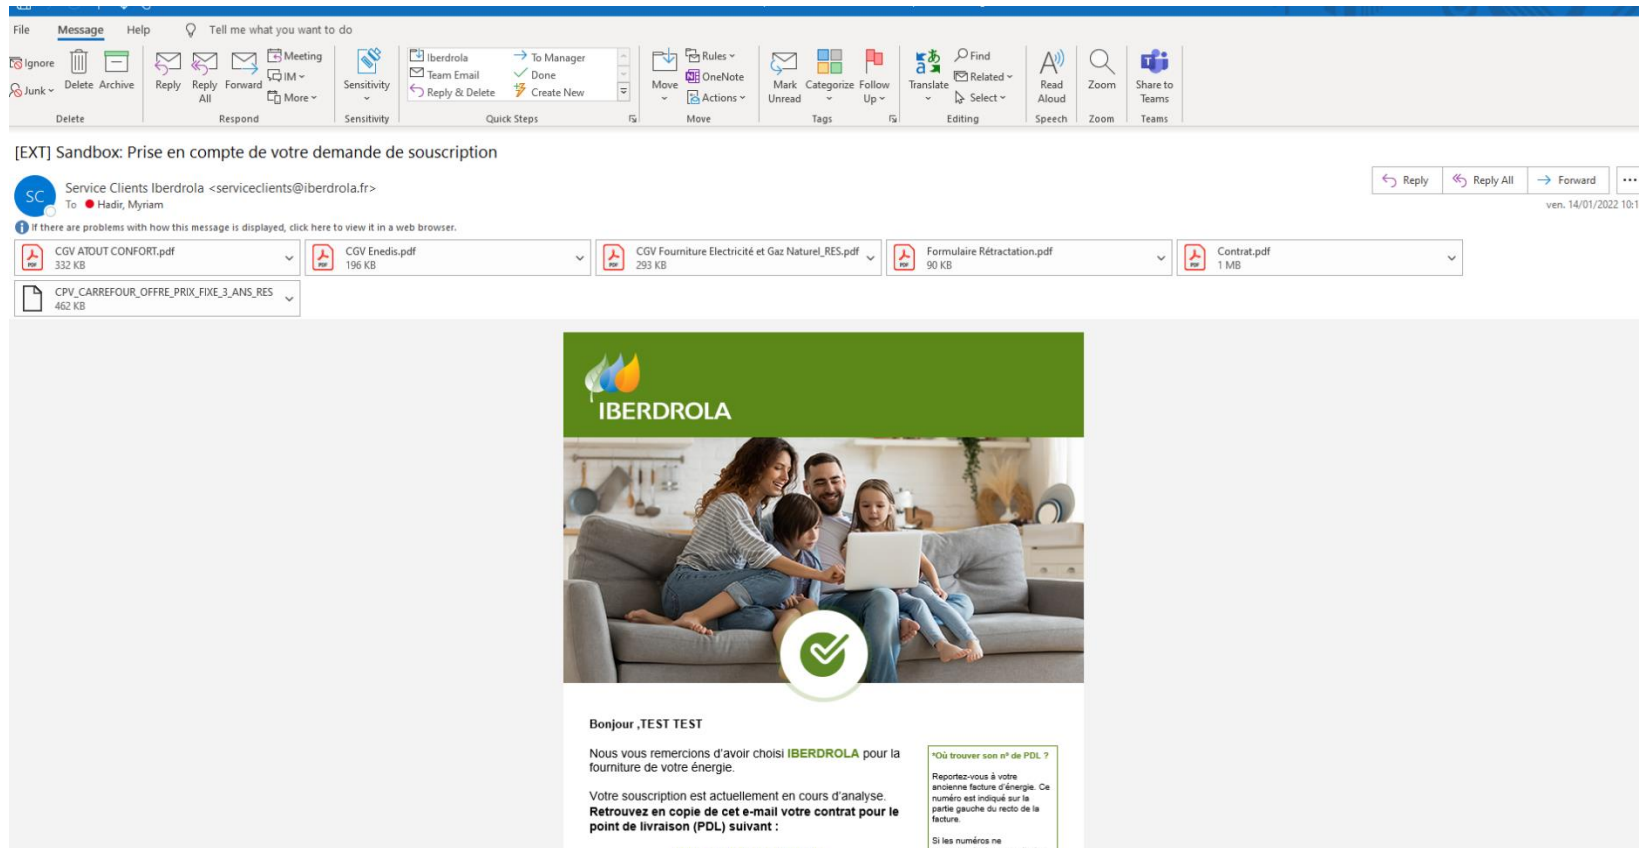 File Message Help Tell me what you want to do
Ignore
Junk
Delete Archive
Reply Reply All Forward
Meeting
IM
More
Sensitivity
Iberdrola To Manager
Team Email Done
Reply & Delete Create New
Move
Rules
OneNote
Actions
Mark Unread Categorize Follow Up
Translate
Find
Related
Select
Read Aloud
Zoom
Share to Teams
Delete Respond Sensitivity Quick Steps Move Tags Editing Speech Zoom Teams
[EXT] Sandbox: Prise en compte de votre demande de souscription
SC
Service Clients Iberdrola <serviceclients@iberdrola.fr>
To Hadir, Myriam
Reply Reply All Forward
ven. 14/01/2022 10:1
If there are problems with how this message is displayed, click here to view it in a web browser.
CGV ATOUT CONFORT.pdf
332 KB
CGV Enedis.pdf
196 KB
CGV Fourniture Electricité et Gaz Naturel_RES.pdf
293 KB
Formulaire Rétractation.pdf
90 KB
Contrat.pdf
1 MB
CPV_CARREFOUR_OFFRE_PRIX_FIXE_3_ANS_RES
462 KB
IBERDROLA
Bonjour ,TEST TEST
Nous vous remercions d'avoir choisi IBERDROLA pour la
fourniture de votre énergie.
Votre souscription est actuellement en cours d'analyse.
Retrouvez en copie de cet e-mail votre contrat pour le
point de livraison (PDL) suivant :
*Où trouver son n° de PDL ?
Reportez-vous à votre
ancienne facture d'énergie. Ce
numéro est indiqué sur la
partie gauche du recto de la
facture.
Si les numéros ne